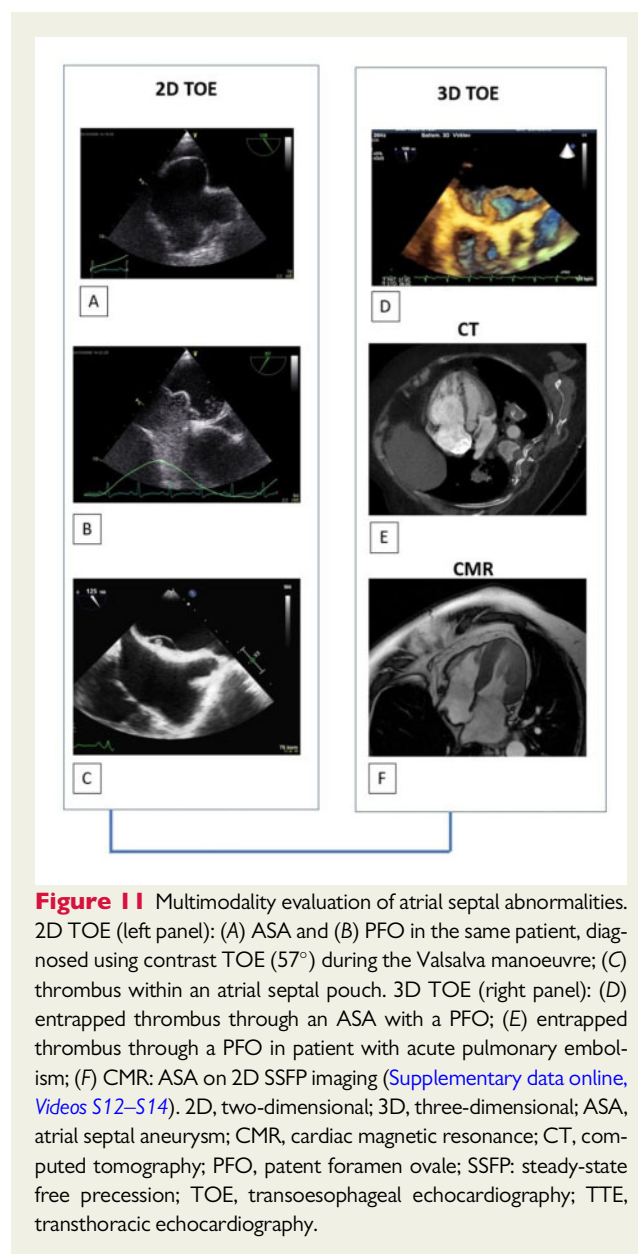 2D TOE
A
B
125
C
3D TOE
D
CT
E
CMR
F
Figure 11 Multimodality evaluation of atrial septal abnormalities.
2D TOE (left panel): (A) ASA and (B) PFO in the same patient, diag-
nosed using contrast TOE (57°) during the Valsalva manoeuvre; (C)
thrombus within an atrial septal pouch. 3D TOE (right panel): (D)
entrapped thrombus through an ASA with a PFO; (E) entrapped
thrombus through a PFO in patient with acute pulmonary embol-
ism; (F) CMR: ASA on 2D SSFP imaging (Supplementary data online,
Videos S12–S14). 2D, two-dimensional; 3D, three-dimensional; ASA,
atrial septal aneurysm; CMR, cardiac magnetic resonance; CT, com-
puted tomography; PFO, patent foramen ovale; SSFP: steady-state
free precession; TOE, transoesophageal echocardiography; TTE,
transthoracic echocardiography.